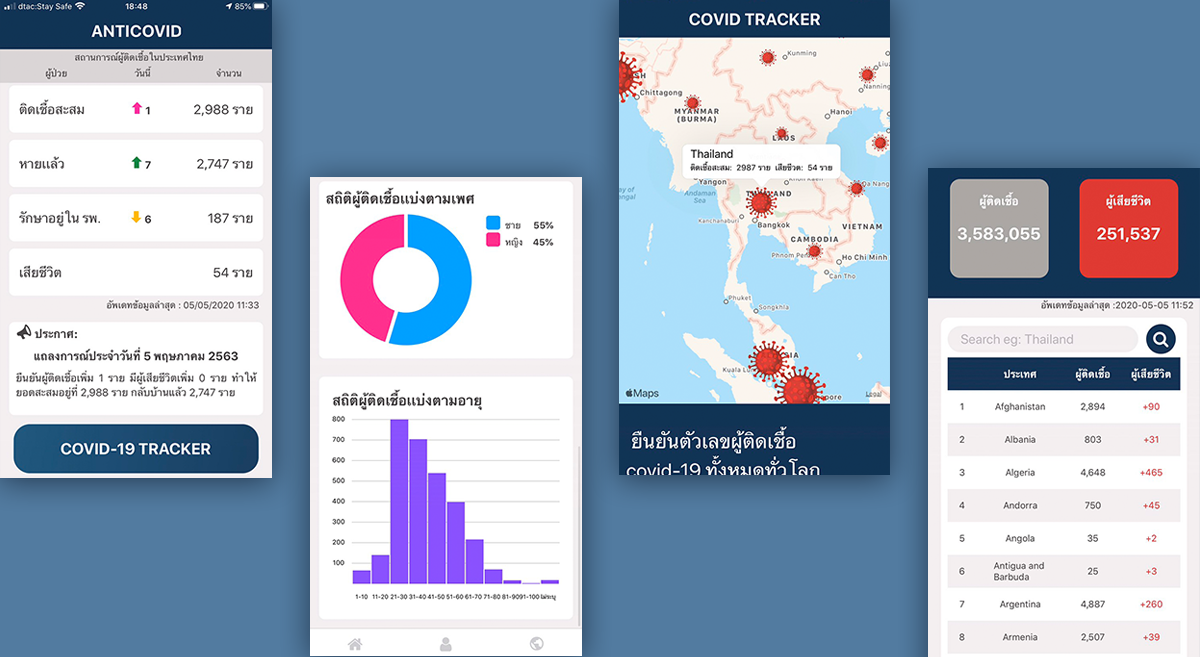 dtac:Stay Safe 18:48 85%
ANTICOVID
สถานการณ์ผู้ติดเชื้อในประเทศไทย
ผู้ป่วย วันนี้ จำนวน
ติดเชื้อสะสม 1 2,988 ราย
หายแล้ว 7 2,747 ราย
รักษาอยู่ใน รพ. 6 187 ราย
เสียชีวิต 54 ราย
อัพเดทข้อมูลล่าสุด : 05/05/2020 11:33
ประกาศ:
แถลงการณ์ประจำวันที่ 5 พฤษภาคม 2563
ยืนยันผู้ติดเชื้อเพิ่ม 1 ราย มีผู้เสียชีวิตเพิ่ม 0 ราย ทำให้
ยอดสะสมอยู่ที่ 2,988 ราย กลับบ้านแล้ว 2,747 ราย
COVID-19 TRACKER
สถิติผู้ติดเชื้อแบ่งตามเพศ
ชาย 55%
หญิง 45%
สถิติผู้ติดเชื้อแบ่งตามอายุ
800
700
600
500
400
300
200
100
1-10 11-20 21-30 31-40 41-50 51-60 61-70 71-80 81-90 91-100 ไม่ระบุ
COVID TRACKER
Kunming
Nanning
Chittagong
MYANMAR
(BURMA)
Hanoi
LAOS
Thailand
ติดเชื้อสะสม: 2987 ราย เสียชีวิต: 54 ราย
Yangon
Khon Kaen
Da Nang
Andaman
Sea
Kanchanaburi
Bangkok
VIETNAM
CAMBODIA
Phnom
Ho Chi Minh
Can Tho
Phuket
Songkhla
Kuala
Maps
Legal
ยืนยันตัวเลขผู้ติดเชื้อ
covid-19 ทั้งหมดทั่วโลก
ผู้ติดเชื้อ ผู้เสียชีวิต
3,583,055 251,537
อัพเดทข้อมูลล่าสุด :2020-05-05 11:52
Search eg: Thailand
ประเทศ ผู้ติดเชื้อ ผู้เสียชีวิต
1 Afghanistan 2,894 +90
2 Albania 803 +31
3 Algeria 4,648 +465
4 Andorra 750 +45
5 Angola 35 +2
6 Antigua and Barbuda 25 +3
7 Argentina 4,887 +260
8 Armenia 2,507 +39